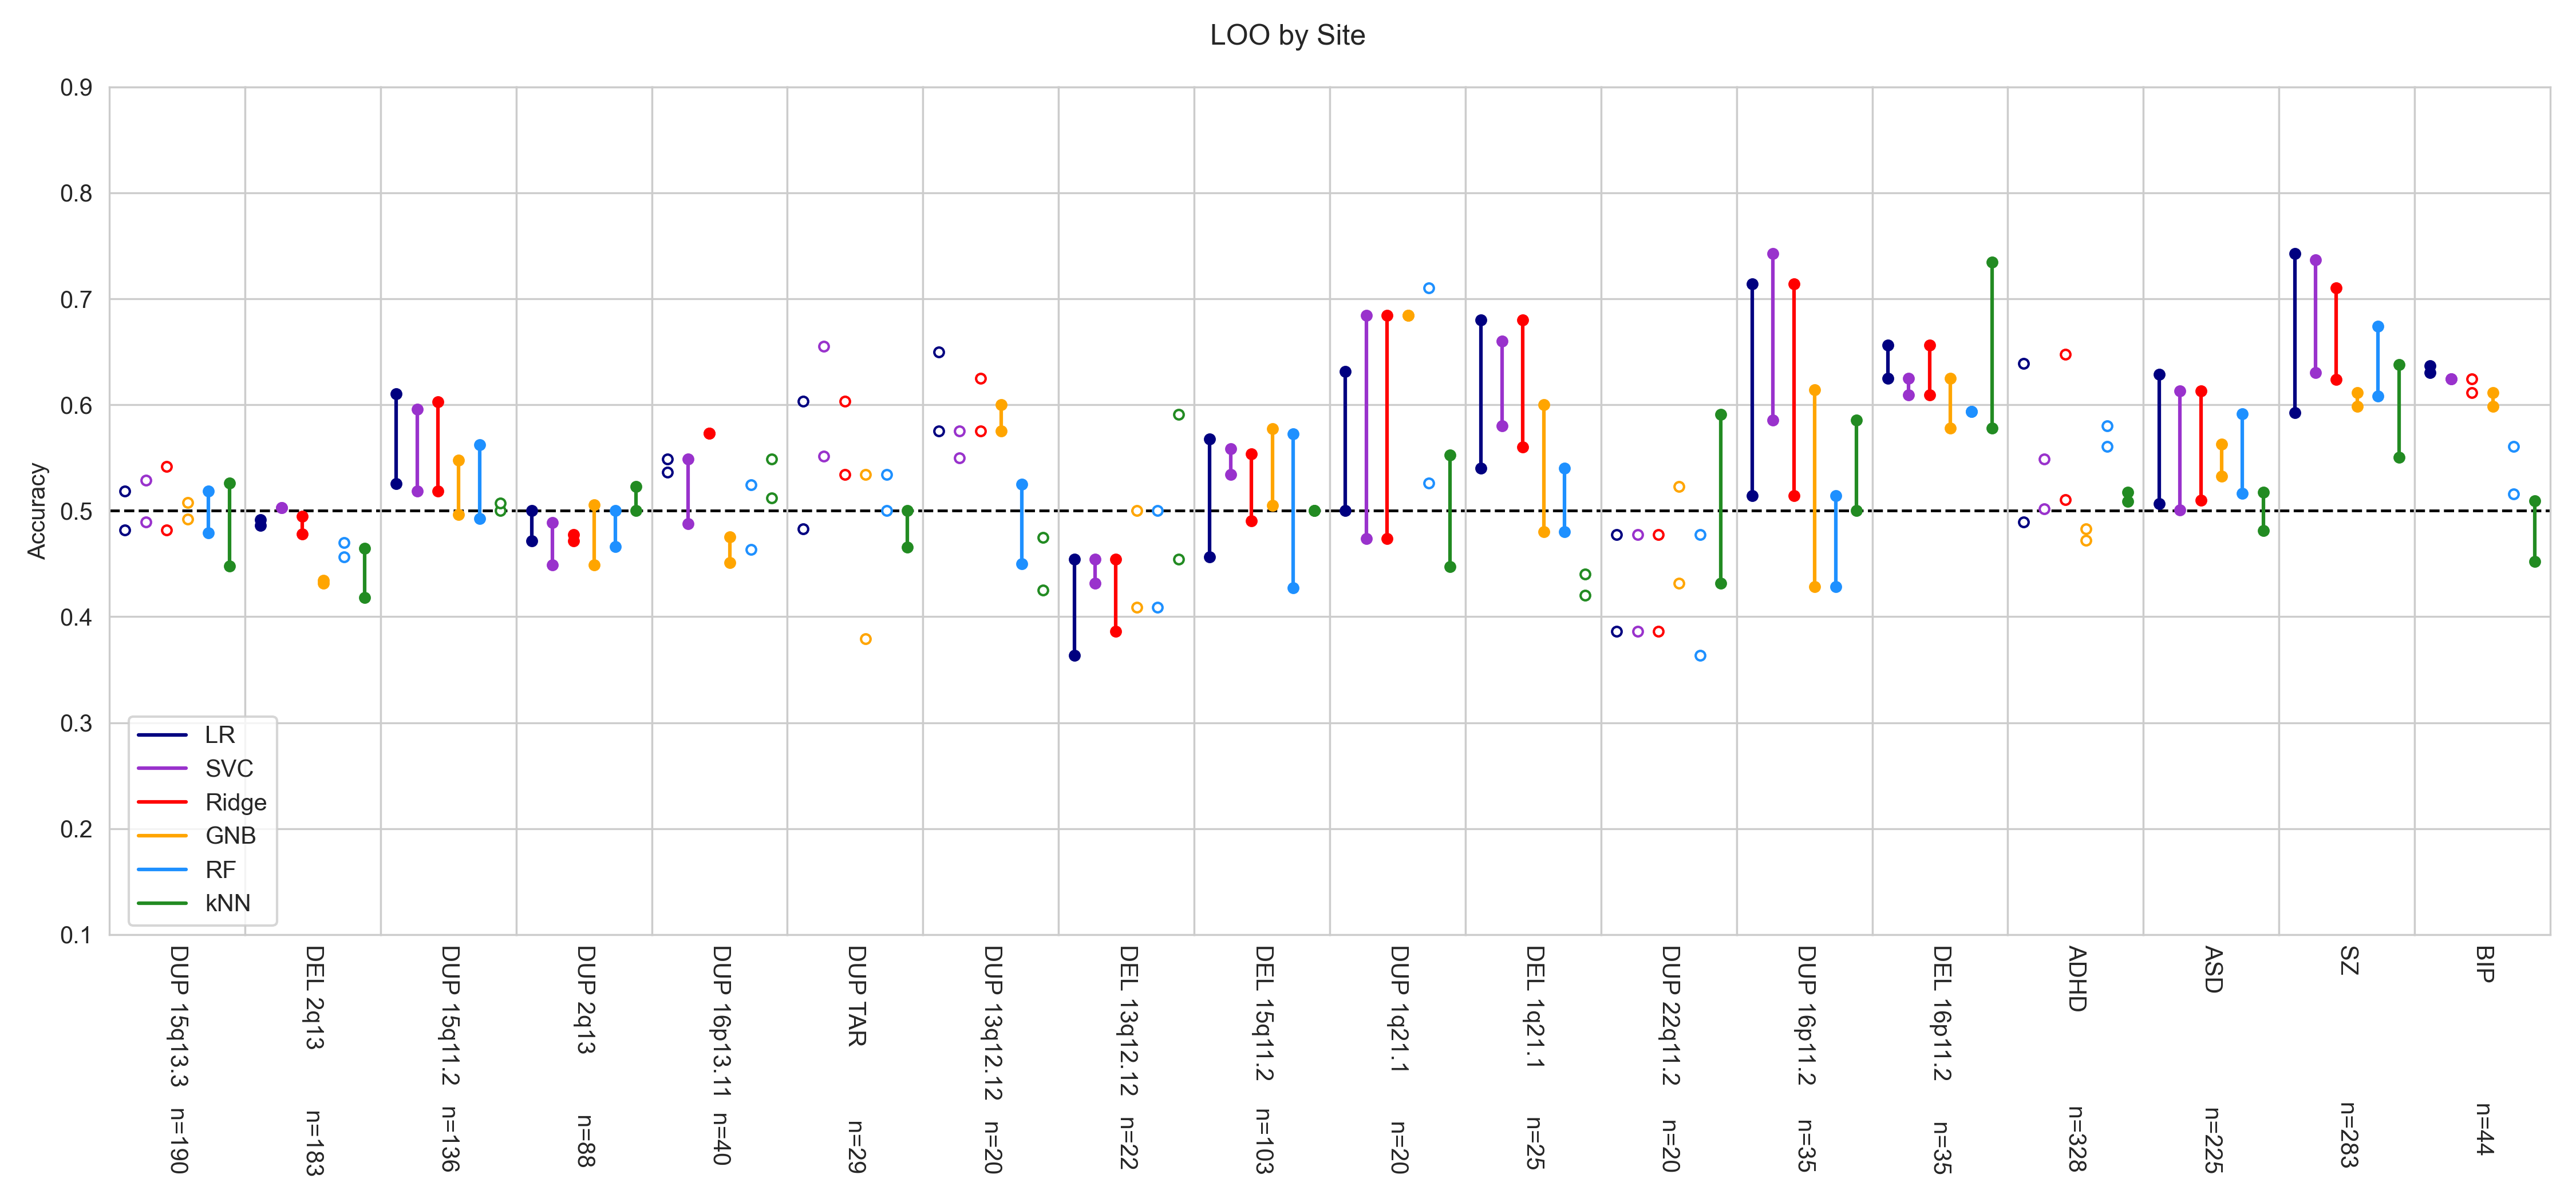 LOO by Site
Accuracy
0.9
0.8
0.7
0.6
0.5
0.4
0.3
0.2
0.1
LR
SVC
Ridge
GNB
RF
kNN
DUP 15q13.3 n=190
DEL 2q13 n=183
DUP 15q11.2 n=136
DUP 2q13 n=88
DUP 16p13.11 n=40
DUP TAR n=29
DUP 13q12.12 n=20
DEL 13q12.12 n=22
DEL 15q11.2 n=103
DUP 1q21.1 n=20
DEL 1q21.1 n=25
DUP 22q11.2 n=20
DUP 16p11.2 n=35
DEL 16p11.2 n=35
ADHD n=328
ASD n=225
SZ n=283
BIP n=44